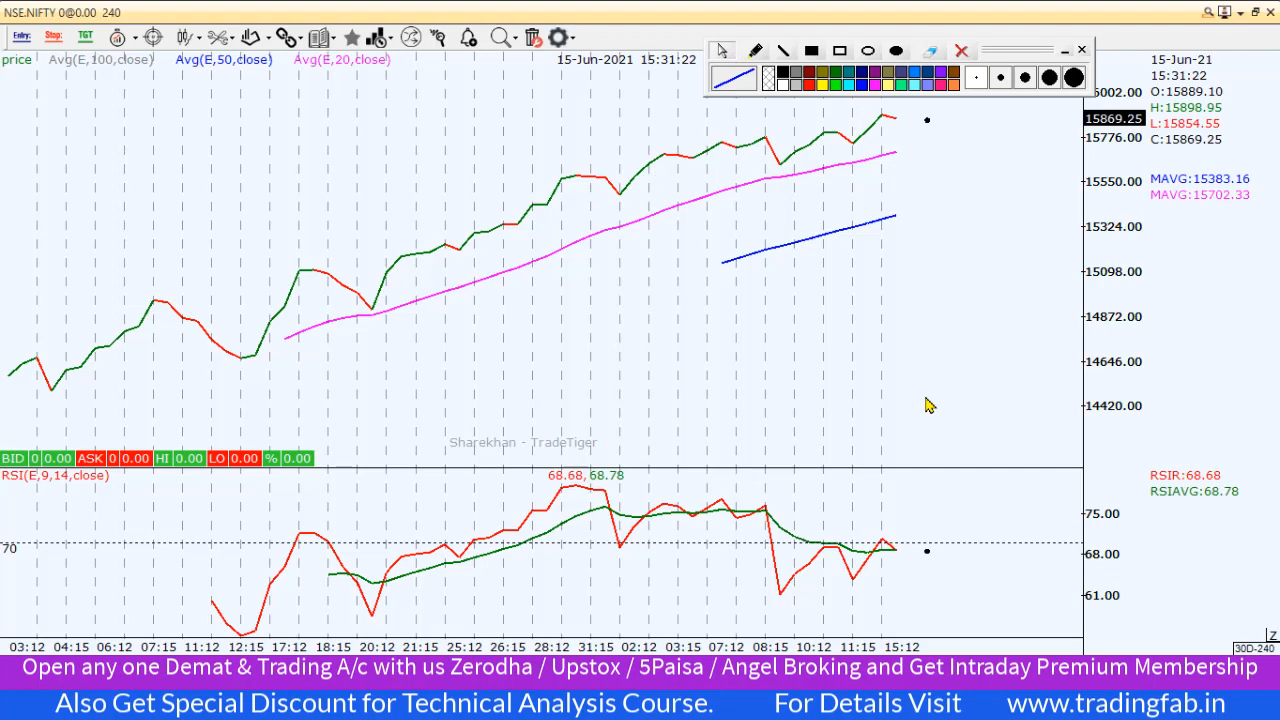 NSE.NIFTY 0@0.00 240
Entry: Stop: TGT
price Avg(E,100,close) Avg(E,50,close) Avg(E,20,close) 15-Jun-2021 15:31:22
15-Jun-21
15:31:22
O:15889.10
H:15898.95
L:15854.55
C:15869.25
MAVG:15383.16
MAVG:15702.33
15869.25
15776.00
15550.00
15324.00
15098.00
14872.00
14646.00
14420.00
Sharekhan - TradeTiger
BID 0 0.00 ASK 0 0.00 HI 0.00 LO 0.00 % 0.00
RSI(E,9,14,close) 68.68, 68.78
RSIR:68.68
RSIAVG:68.78
75.00
70
68.00
61.00
Z
03:12 04:15 06:12 07:15 11:12 12:15 17:12 18:15 20:12 21:15 26:12 27:15 28:12 31:15 02:12 03:15 07:12 08:15 10:12 11:15 15:12
30D-240
Open any one Demat & Trading A/c with us Zerodha / Upstox / 5Paisa / Angel Broking and Get Intraday Premium Membership
Also Get Special Discount for Technical Analysis Course. For Details Visit www.tradingfab.in